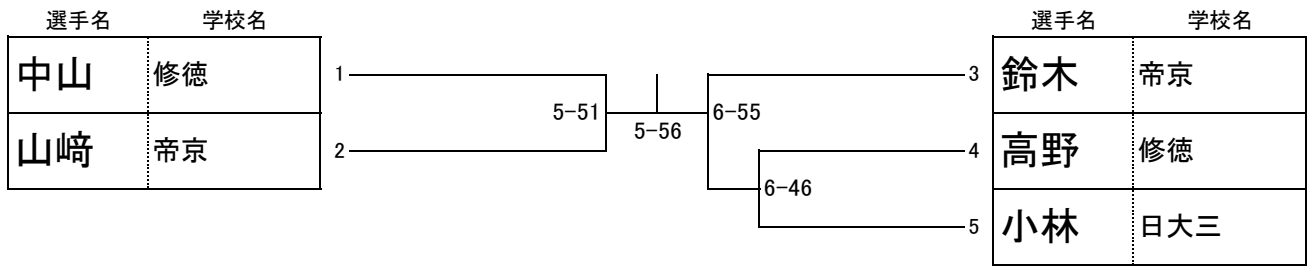 選手名 学校名
中山 修徳 1
山﨑 帝京 2
5-51
5-56
6-55
6-46
選手名 学校名
3 鈴木 帝京
4 高野 修徳
5 小林 日大三